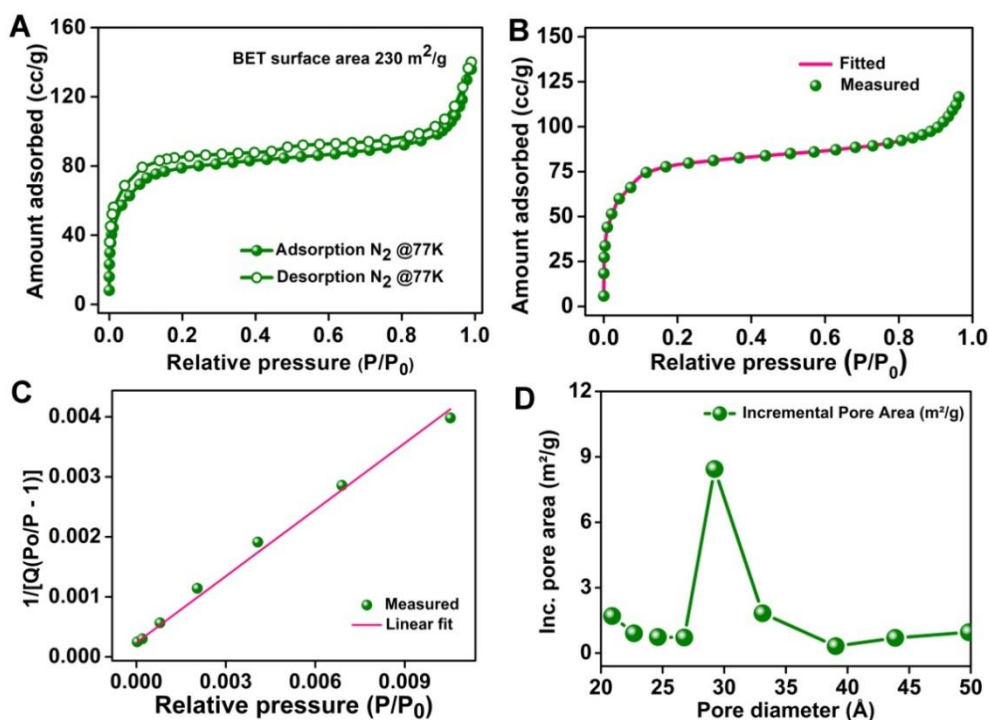 A
BET surface area 230 m²/g
Amount adsorbed (cc/g)
160
120
80
40
0
Adsorption N₂ @77K
Desorption N₂ @77K
0.0 0.2 0.4 0.6 0.8 1.0
Relative pressure (P/P₀)
B
Fitted
Measured
Amount adsorbed (cc/g)
150
125
100
75
50
25
0
0.0 0.2 0.4 0.6 0.8 1.0
Relative pressure (P/P₀)
C
1/[Q(Po/P - 1)]
0.004
0.003
0.002
0.001
0.000
Measured
Linear fit
0.000 0.003 0.006 0.009
Relative pressure (P/P₀)
D
Incremental Pore Area (m²/g)
Inc. pore area (m²/g)
12
9
6
3
0
20 25 30 35 40 45 50
Pore diameter (Å)